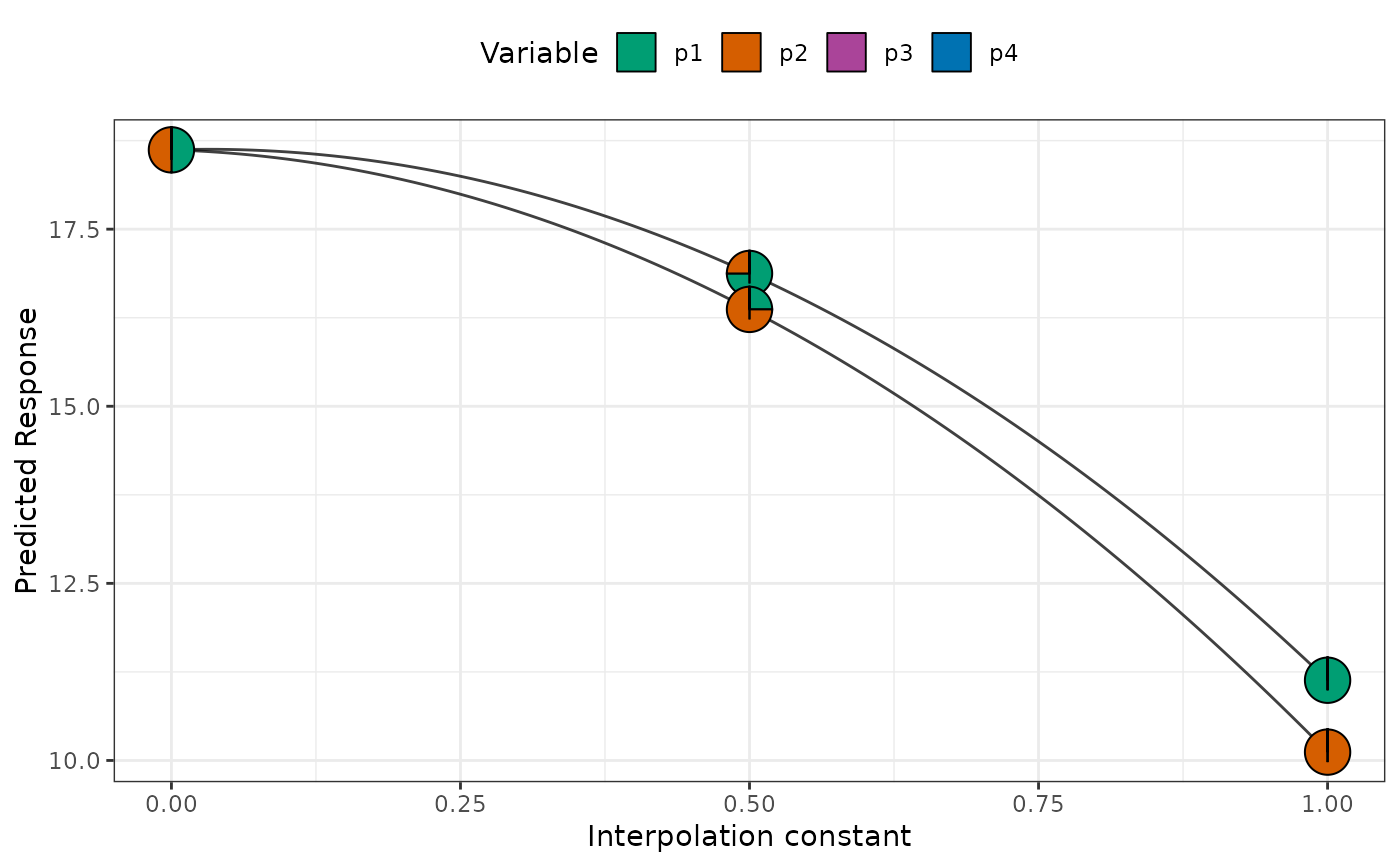 Variable p1 p2 p3 p4
Predicted Response
17.5
15.0
12.5
10.0
0.00 0.25 0.50 0.75 1.00
Interpolation constant